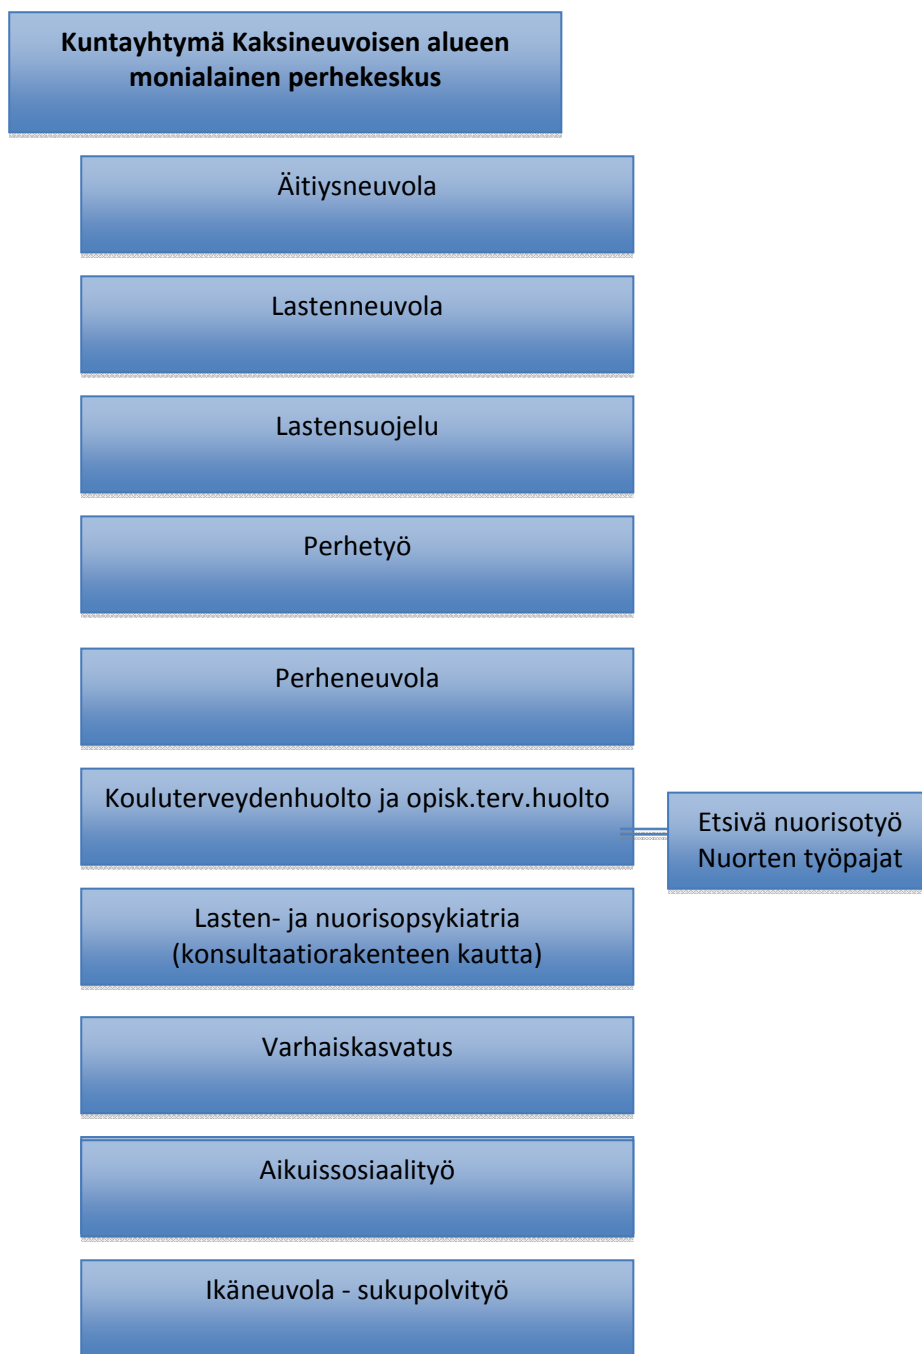 Kuntayhtymä Kaksineuvoisen alueen
monialainen perhekeskus
Äitiysneuvola
Lastenneuvola
Lastensuojelu
Perhetyö
Perheneuvola
Kouluterveydenhuolto ja opisk.terv.huolto
Etsivä nuorisotyö
Nuorten työpajat
Lasten- ja nuorisopsykiatria
(konsultaatiorakenteen kautta)
Varhaiskasvatus
Aikuissosiaalityö
Ikäneuvola - sukupolvityö